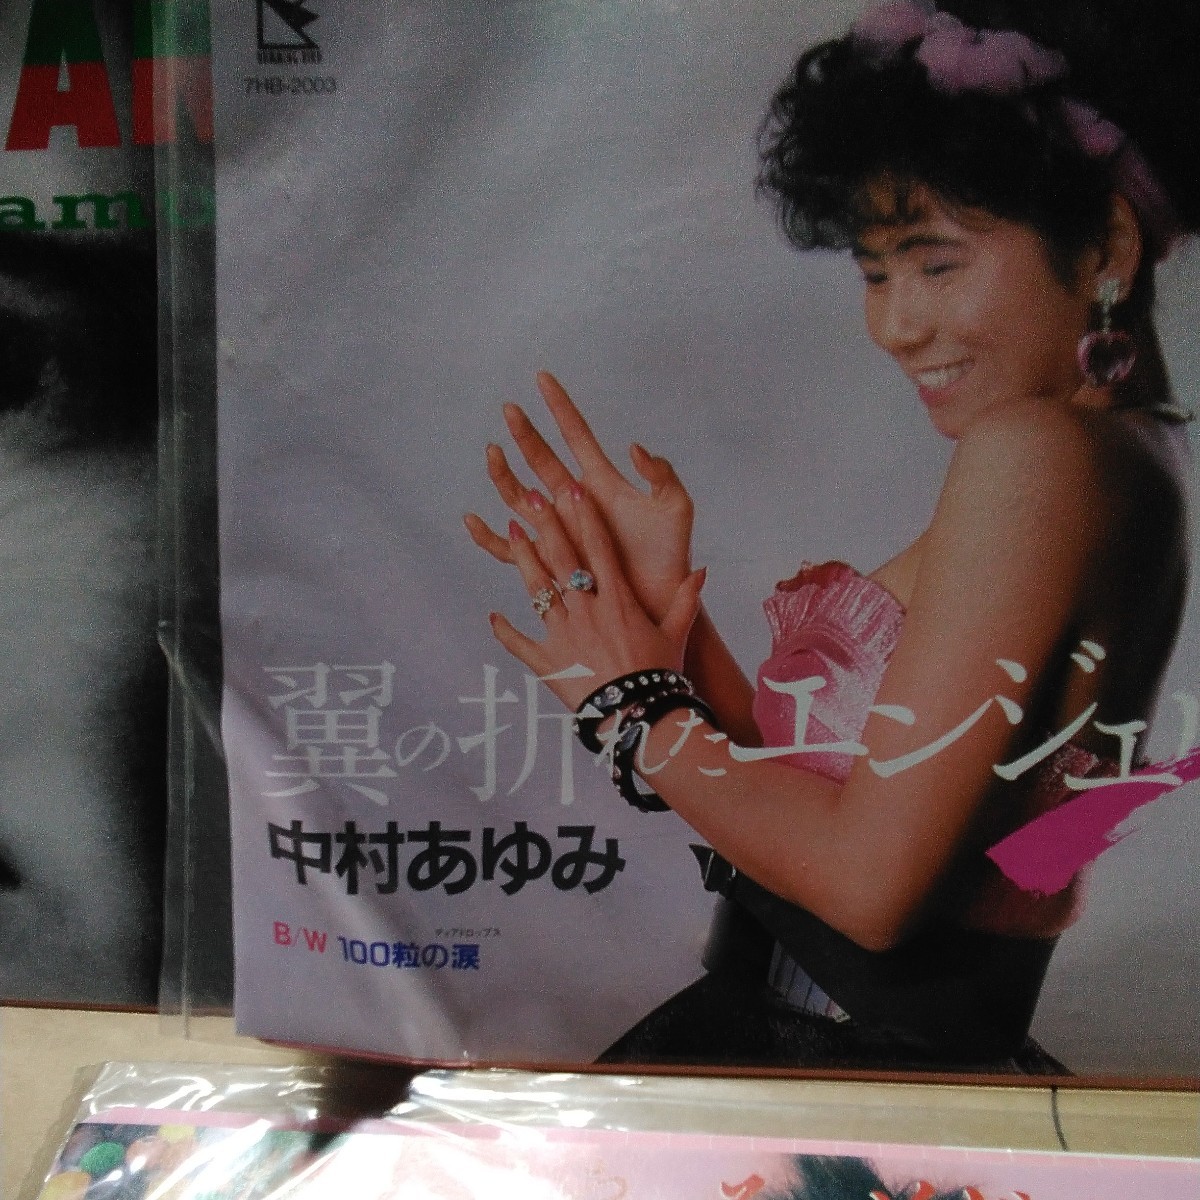 7HB-2003
翼の折れたエンジェ
中村あゆみ
ティアドロップス
B/W 100粒の涙